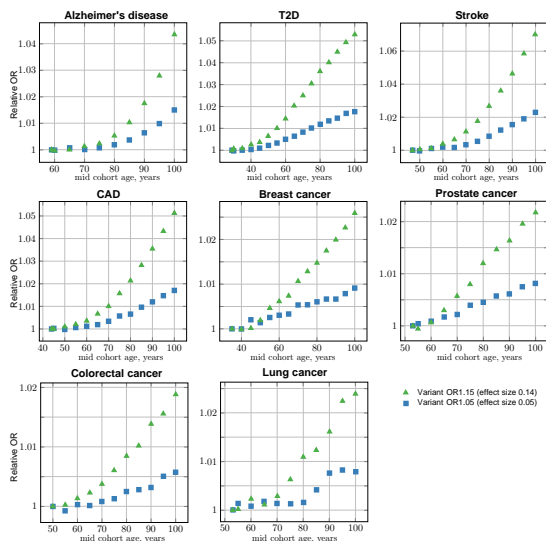 Alzheimer's disease
T2D
Stroke
Relative OR
1.04
1.03
1.02
1.01
1
60 70 80 90 100
mid cohort age, years
1.05
1.04
1.03
1.02
1.01
1
40 50 60 70 80 90 100
mid cohort age, years
1.06
1.04
1.02
1
50 60 70 80 90 100
mid cohort age, years
CAD
Breast cancer
Prostate cancer
Relative OR
1.05
1.04
1.03
1.02
1.01
1
40 50 60 70 80 90 100
mid cohort age, years
1.02
1.01
1
40 50 60 70 80 90 100
mid cohort age, years
1.02
1.01
1
60 70 80 90 100
mid cohort age, years
Colorectal cancer
Lung cancer
Relative OR
1.02
1.01
1
50 60 70 80 90 100
mid cohort age, years
1.02
1.01
1
50 60 70 80 90 100
mid cohort age, years
Variant OR1.15 (effect size 0.14)
Variant OR1.05 (effect size 0.05)